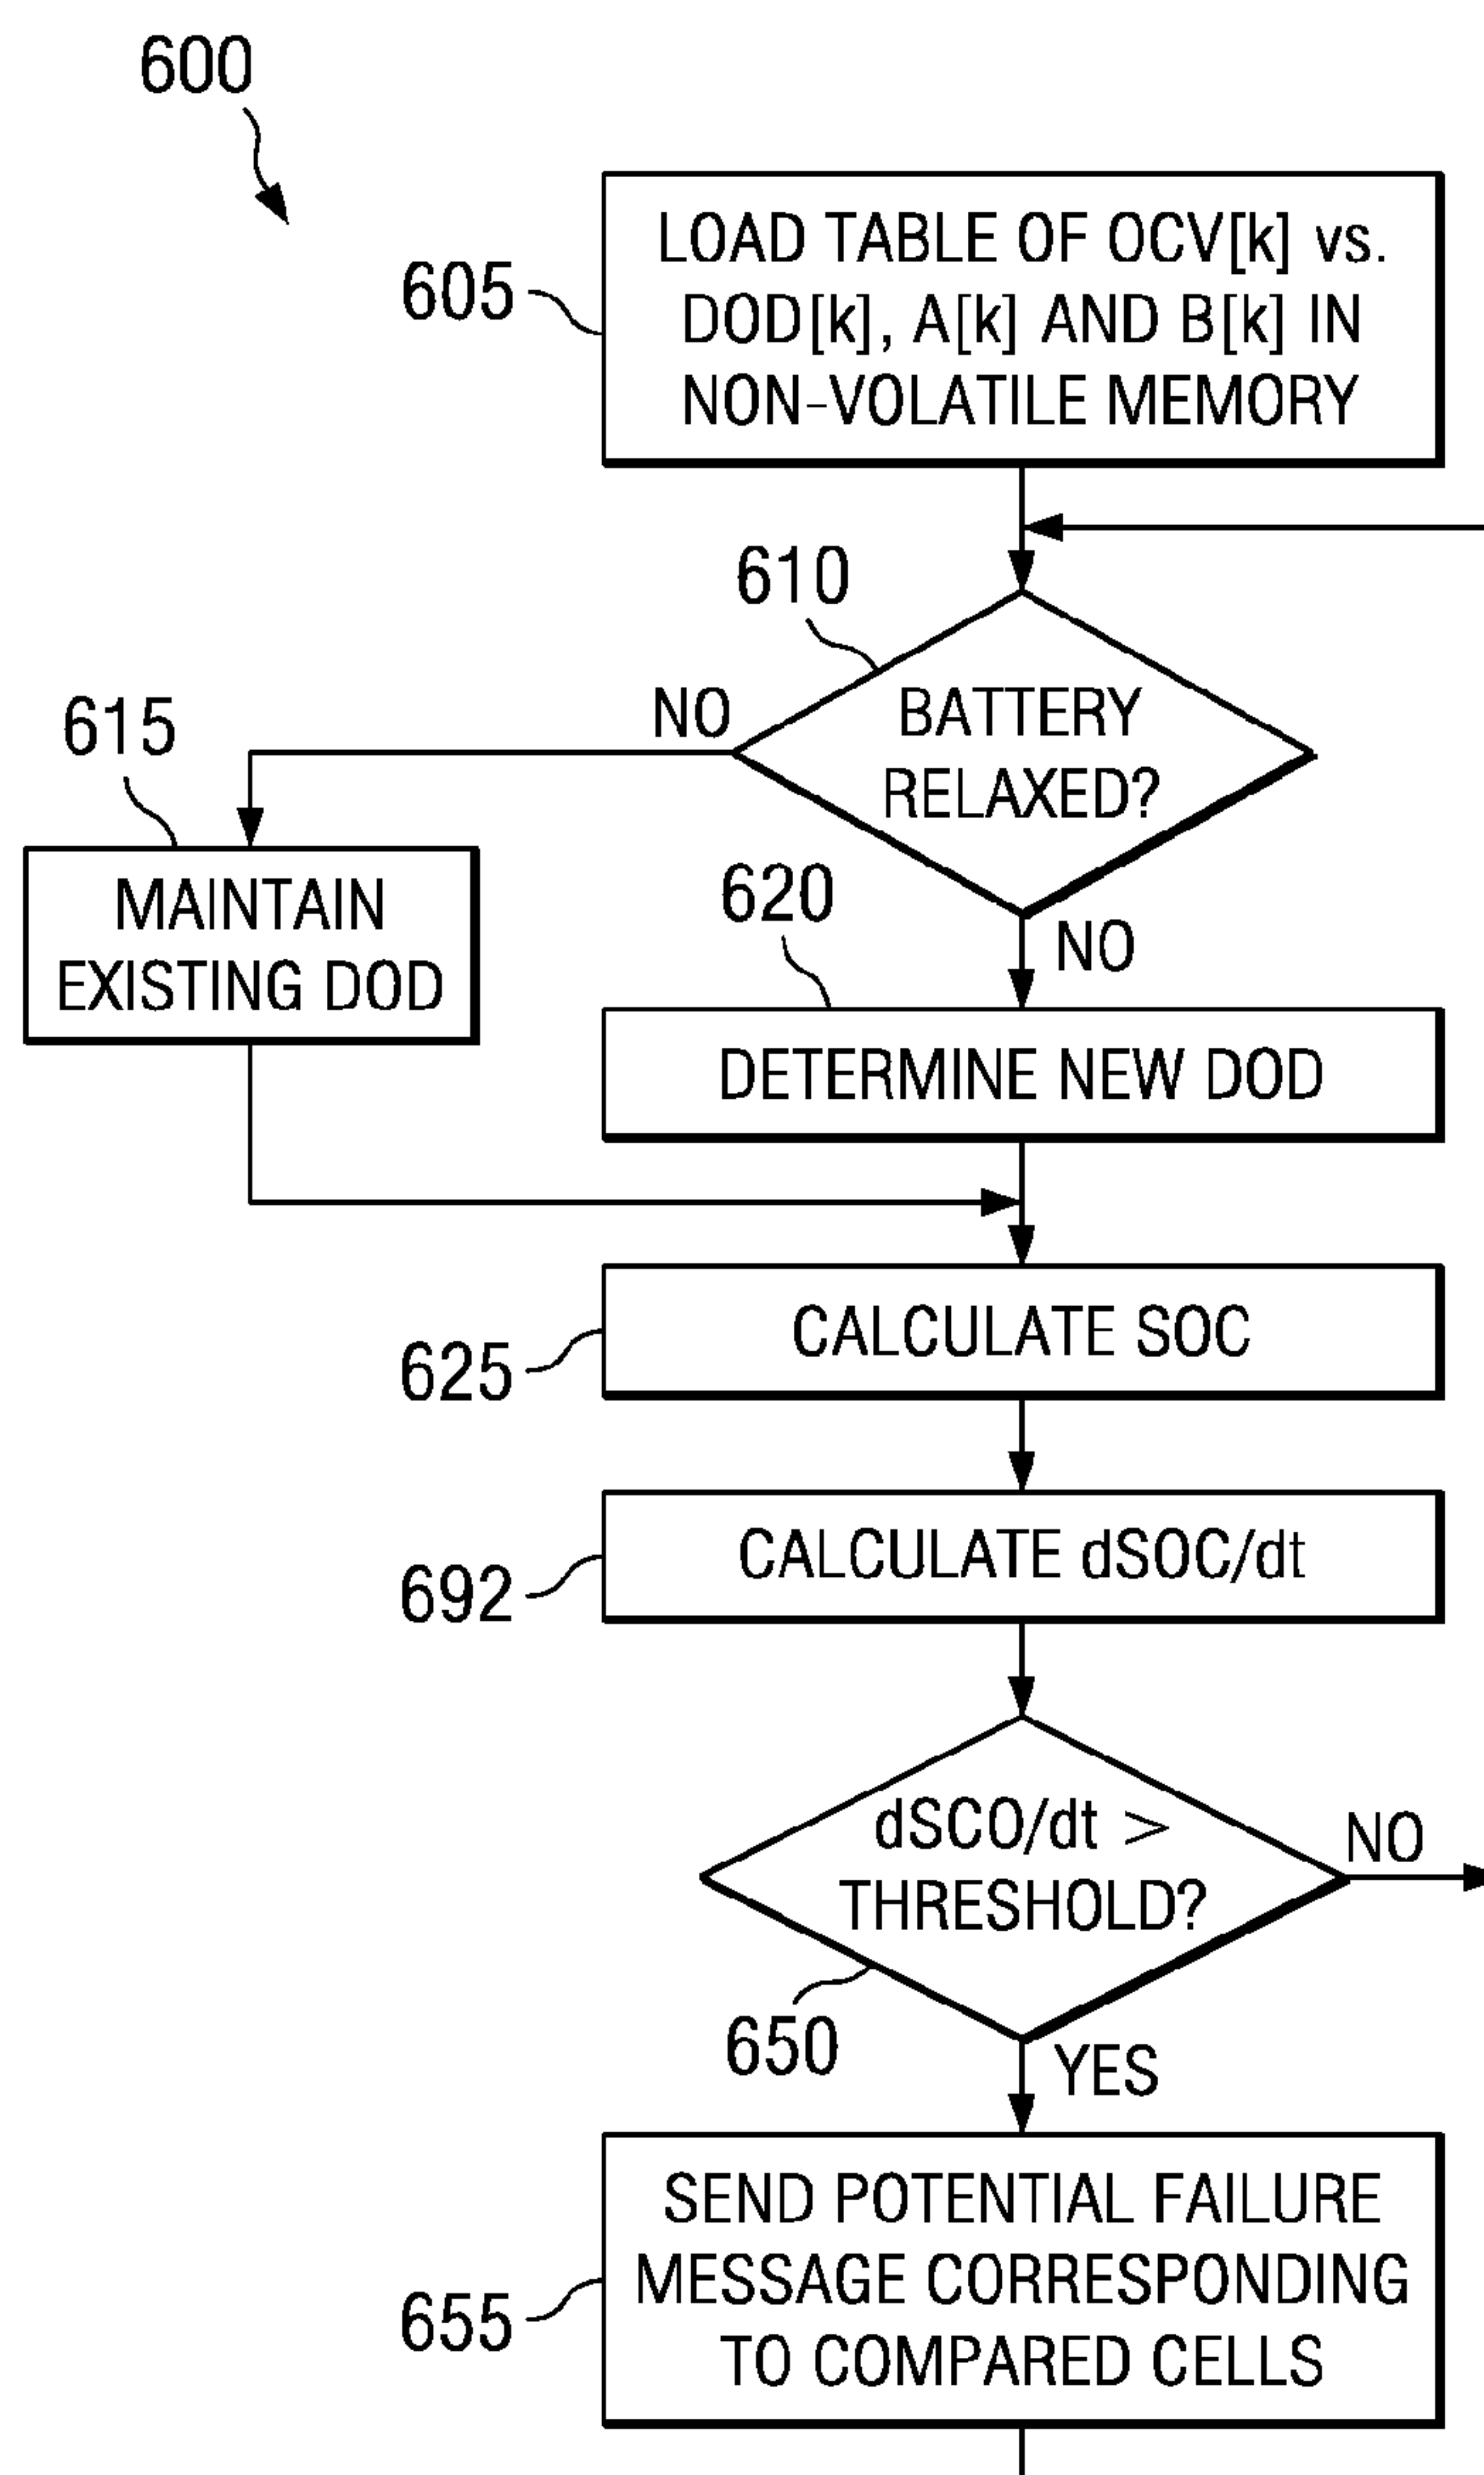 600
605
LOAD TABLE OF OCV[k] vs.
DOD[k], A[k] AND B[k] IN
NON-VOLATILE MEMORY
610
BATTERY
RELAXED?
NO
615
MAINTAIN
EXISTING DOD
NO
620
DETERMINE NEW DOD
625
CALCULATE SOC
692
CALCULATE dSOC/dt
dSCO/dt >
THRESHOLD?
NO
650
YES
655
SEND POTENTIAL FAILURE
MESSAGE CORRESPONDING
TO COMPARED CELLS